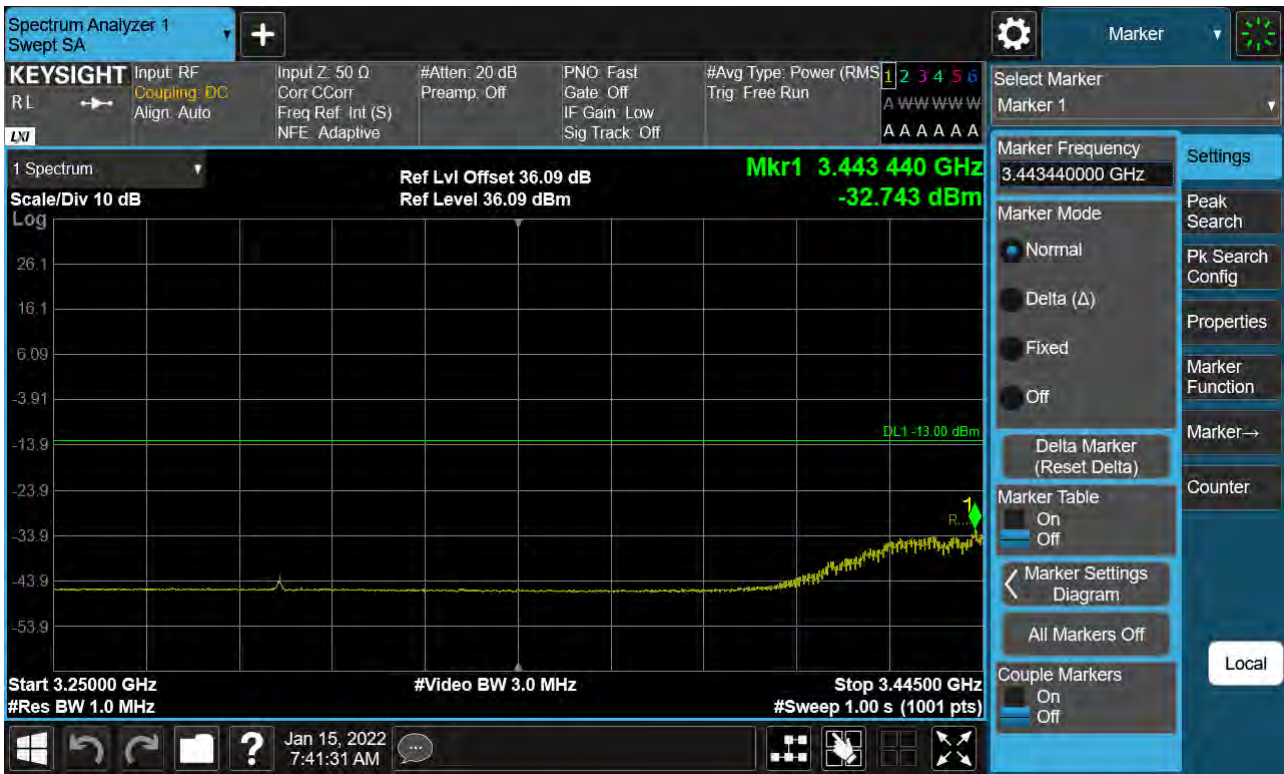 Spectrum Analyzer 1
Swept SA
+
Marker
KEYSIGHT
RL
LXI
Input: RF
Coupling: DC
Align: Auto
Input Z: 50 Ω
Corr CCorr
Freq Ref: Int (S)
NFE: Adaptive
#Atten: 20 dB
Preamp: Off
PNO: Fast
Gate: Off
IF Gain: Low
Sig Track: Off
#Avg Type: Power (RMS
Trig: Free Run
1 2 3 4 5 6
A W W W W W
A A A A A A
Select Marker
Marker 1
1 Spectrum
Scale/Div 10 dB
Log
Ref Lvl Offset 36.09 dB
Ref Level 36.09 dBm
Mkr1 3.443 440 GHz
-32.743 dBm
26.1
16.1
6.09
-3.91
-13.9
-23.9
-33.9
-43.9
-53.9
DL1 -13.00 dBm
1
R...
Start 3.25000 GHz
#Res BW 1.0 MHz
#Video BW 3.0 MHz
Stop 3.44500 GHz
#Sweep 1.00 s (1001 pts)
Marker Frequency
3.443440000 GHz
Marker Mode
Normal
Delta (Δ)
Fixed
Off
Delta Marker
(Reset Delta)
Marker Table
On
Off
Marker Settings
Diagram
All Markers Off
Couple Markers
On
Off
Settings
Peak
Search
Pk Search
Config
Properties
Marker
Function
Marker→
Counter
Local
?
Jan 15, 2022
7:41:31 AM